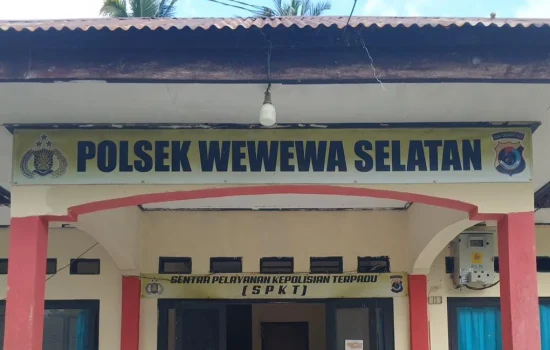 POLSEK WEWEWA SELATAN
SENTRA PELAYANAN KEPOLISIAN TERPADU
[ SPKT ]